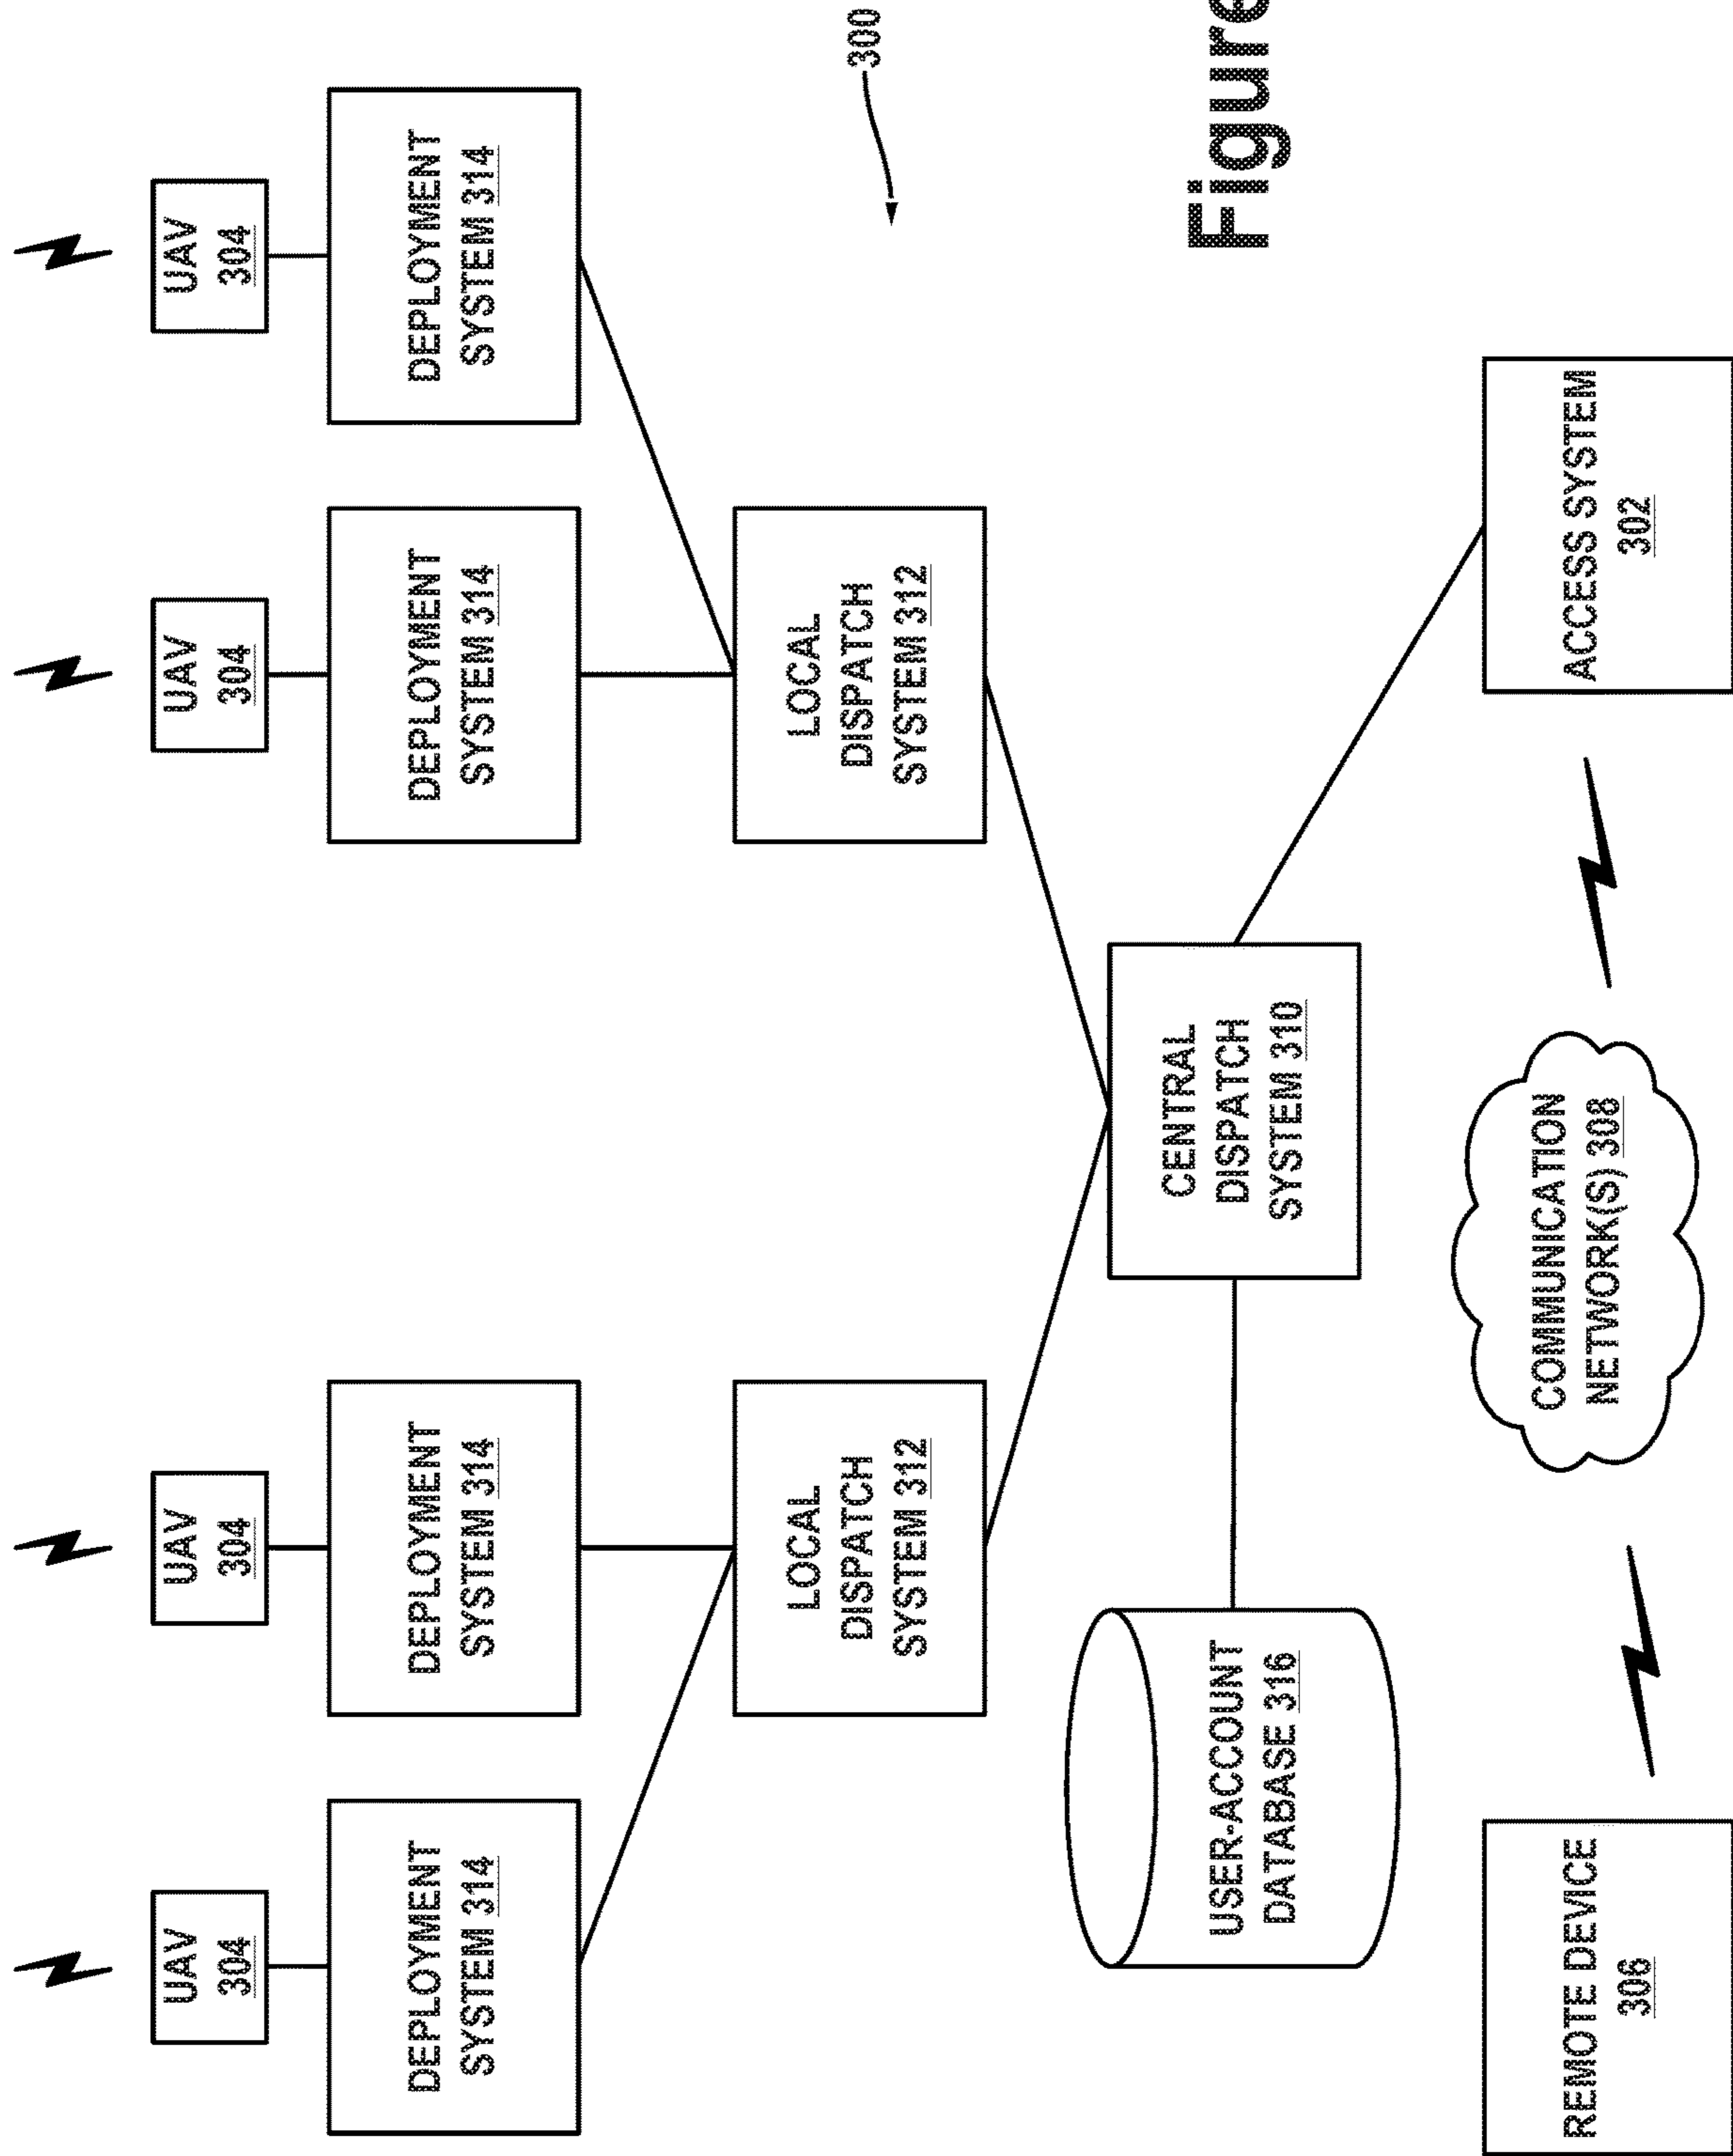 UAV
304
UAV
304
UAV
304
UAV
304
DEPLOYMENT
SYSTEM 314
DEPLOYMENT
SYSTEM 314
DEPLOYMENT
SYSTEM 314
DEPLOYMENT
SYSTEM 314
LOCAL
DISPATCH
SYSTEM 312
LOCAL
DISPATCH
SYSTEM 312
300
USER-ACCOUNT
DATABASE 316
CENTRAL
DISPATCH
SYSTEM 310
Figure
REMOTE DEVICE
306
COMMUNICATION
NETWORK(S) 308
ACCESS SYSTEM
302